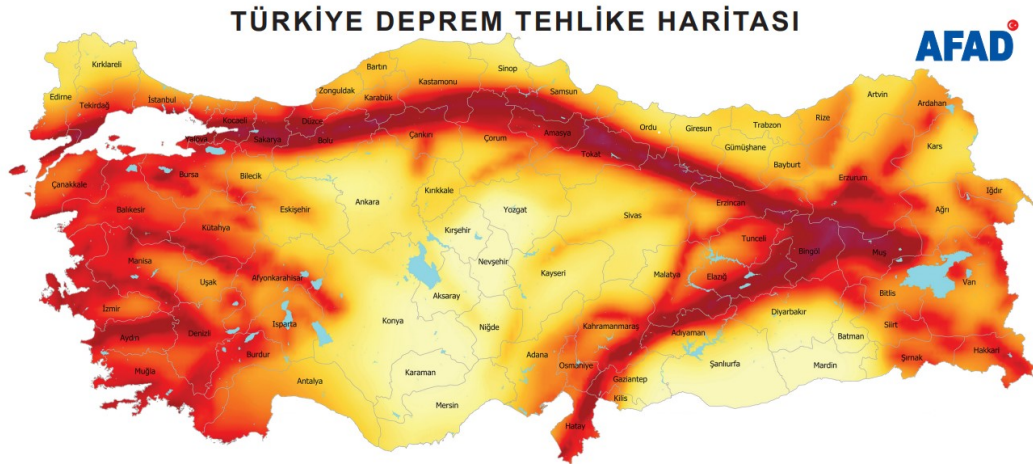 TÜRKİYE DEPREM TEHLİKE HARİTASI
AFAD
Kırklareli
Edirne
Tekirdağ
İstanbul
Kocaeli
Yalova
Sakarya
Düzce
Bolu
Zonguldak
Bartın
Karabük
Kastamonu
Sinop
Samsun
Çankırı
Çorum
Amasya
Tokat
Ordu
Giresun
Trabzon
Gümüşhane
Bayburt
Rize
Artvin
Ardahan
Kars
Erzurum
Iğdır
Ağrı
Çanakkale
Bursa
Bilecik
Balıkesir
Kütahya
Eskişehir
Ankara
Kırıkkale
Yozgat
Kırşehir
Sivas
Erzincan
Tunceli
Bingöl
Muş
Manisa
Uşak
Afyonkarahisar
Nevşehir
Kayseri
Malatya
Elazığ
Bitlis
Van
İzmir
Aydın
Denizli
Isparta
Burdur
Konya
Aksaray
Niğde
Kahramanmaraş
Adıyaman
Diyarbakır
Batman
Siirt
Şırnak
Hakkari
Muğla
Antalya
Karaman
Mersin
Adana
Osmaniye
Gaziantep
Kilis
Şanlıurfa
Mardin
Hatay